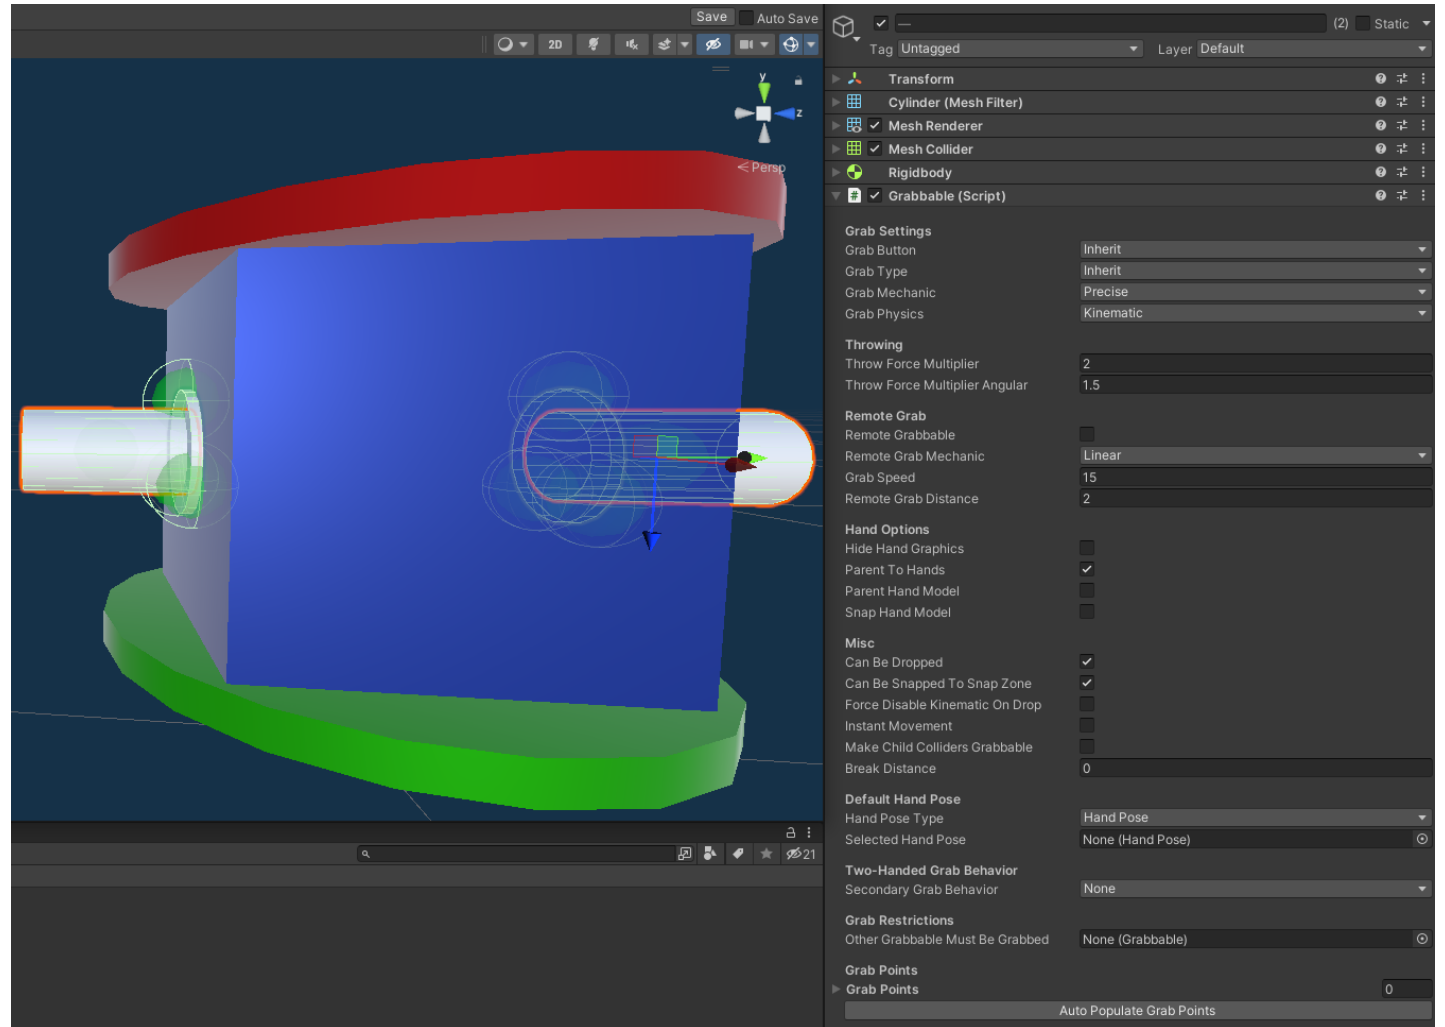 Save Auto Save
2D
y
z
< Persp
21
— (2) Static
Tag Untagged Layer Default
Transform
Cylinder (Mesh Filter)
Mesh Renderer
Mesh Collider
Rigidbody
# Grabbable (Script)
Grab Settings
Grab Button Inherit
Grab Type Inherit
Grab Mechanic Precise
Grab Physics Kinematic
Throwing
Throw Force Multiplier 2
Throw Force Multiplier Angular 1.5
Remote Grab
Remote Grabbable
Remote Grab Mechanic Linear
Grab Speed 15
Remote Grab Distance 2
Hand Options
Hide Hand Graphics
Parent To Hands
Parent Hand Model
Snap Hand Model
Misc
Can Be Dropped
Can Be Snapped To Snap Zone
Force Disable Kinematic On Drop
Instant Movement
Make Child Colliders Grabbable
Break Distance 0
Default Hand Pose
Hand Pose Type Hand Pose
Selected Hand Pose None (Hand Pose)
Two-Handed Grab Behavior
Secondary Grab Behavior None
Grab Restrictions
Other Grabbable Must Be Grabbed None (Grabbable)
Grab Points
Grab Points 0
Auto Populate Grab Points